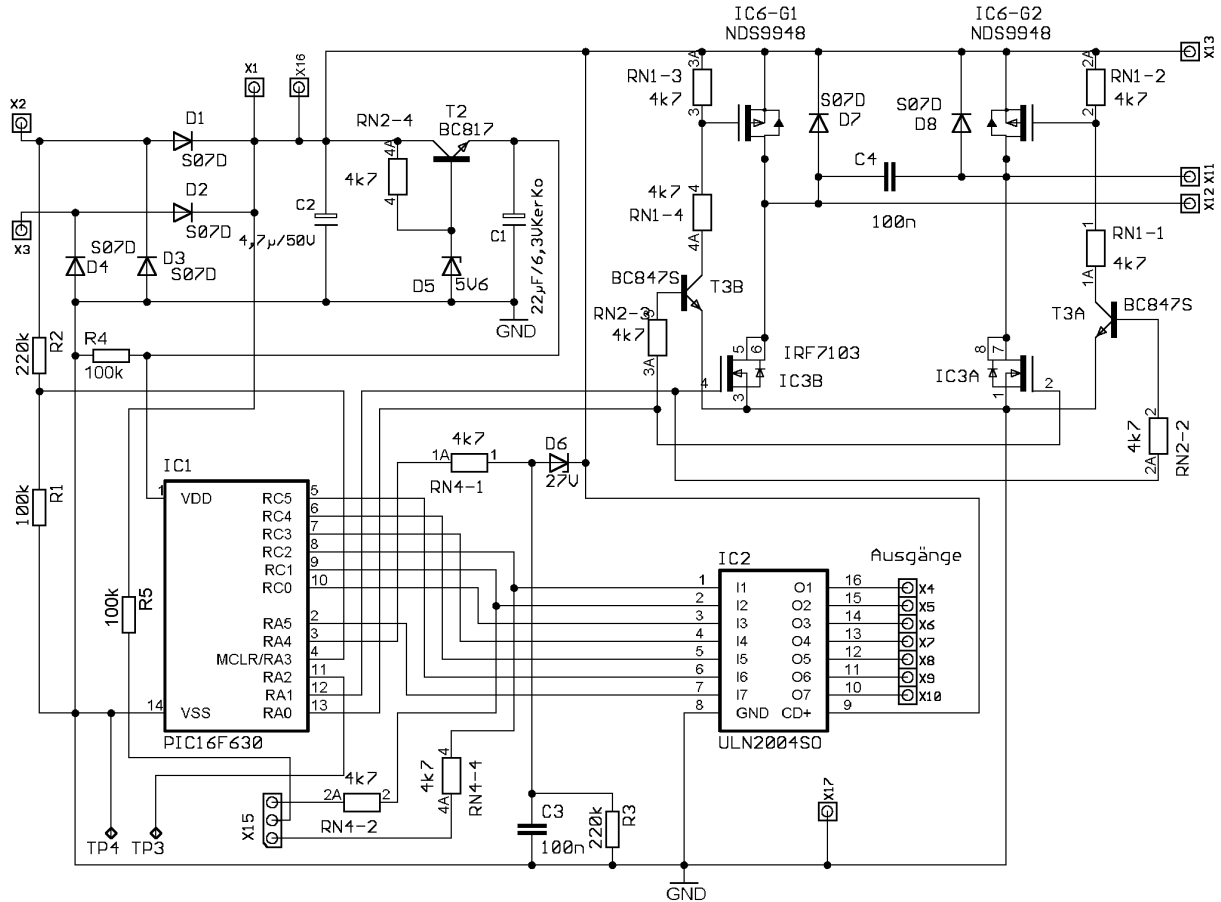 IC6-G1
NDS9948
IC6-G2
NDS9948
X13
X1
X16
X2
D1
S07D
RN2-4
4A
4k7
4
T2
BC817
RN1-3
3A
4k7
3
S07D
D7
S07D
D8
RN1-2
2A
4k7
2
C4
100n
X11
X12
X3
D2
S07D
S07D
D4
D3
S07D
C2
4,7µ/50V
D5
5V6
C1
22µF/6,3VKerKo
GND
4k7
4
RN1-4
4A
BC847S
T3B
RN2-3
3
4k7
3A
RN1-1
1
4k7
1A
BC847S
T3A
R2
220k
R4
100k
5
6
4
3
IRF7103
IC3B
8
7
IC3A
1
2
2
4k7
RN2-2
2A
R1
100k
IC1
4k7
1A
1
RN4-1
D6
27V
1
VDD
RC5
5
RC4
6
RC3
7
RC2
8
RC1
9
RC0
10
RA5
2
RA4
3
MCLR/RA3
4
RA2
11
RA1
12
RA0
13
14
VSS
PIC16F630
R5
100k
IC2
Ausgänge
1
I1
O1
16
X4
2
I2
O2
15
X5
3
I3
O3
14
X6
4
I4
O4
13
X7
5
I5
O5
12
X8
6
I6
O6
11
X9
7
I7
O7
10
X10
8
GND
CD+
9
ULN2004SO
4
4k7
RN4-4
4A
4k7
2A
2
RN4-2
X15
TP4
TP3
C3
100n
R3
220k
X17
GND